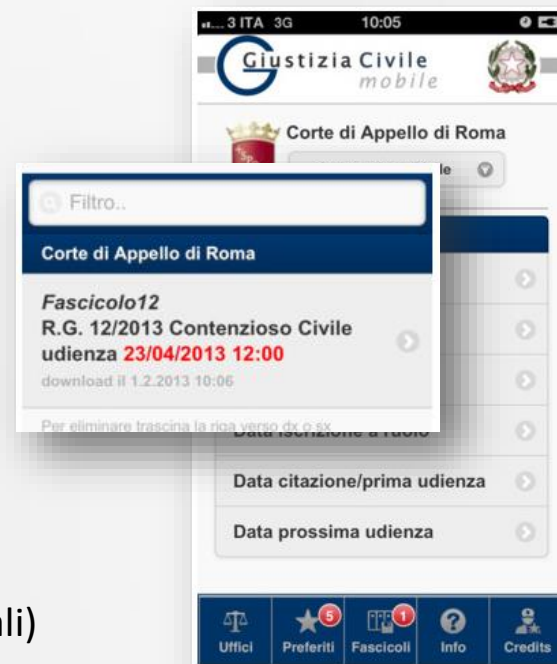 3 ITA 3G 10:05
Giustizia Civile
mobile
Corte di Appello di Roma
le
Filtro..
Corte di Appello di Roma
Fascicolo12
R.G. 12/2013 Contenzioso Civile
udienza 23/04/2013 12:00
download il 1.2.2013 10:06
Per eliminare trascina la riga verso dx o sx
Data iscrizione a ruolo
Data citazione/prima udienza
Data prossima udienza
ali)
5
1
Uffici Preferiti Fascicoli Info Credits